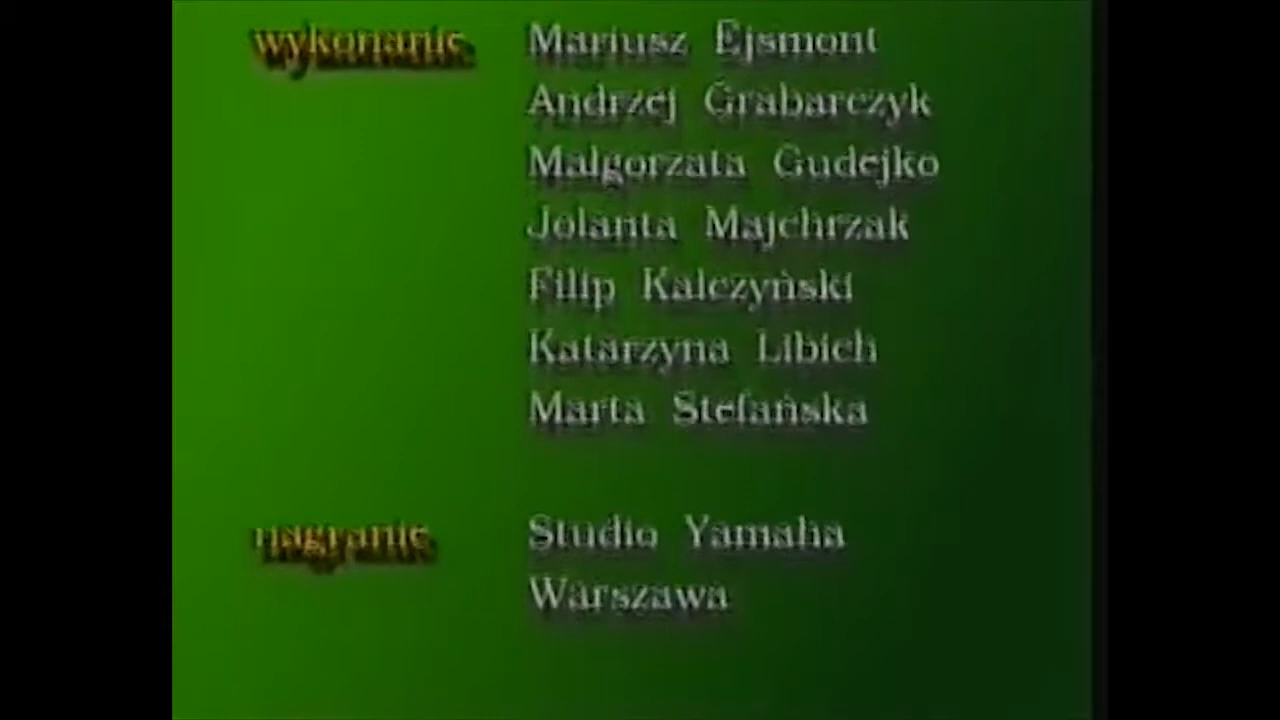 wykonanie Mariusz Ejsmont
Andrzej Grabarczyk
Małgorzata Gudejko
Jolanta Majchrzak
Filip Kalczyński
Katarzyna Libich
Marta Stefańska
nagranie Studio Yamaha
Warszawa